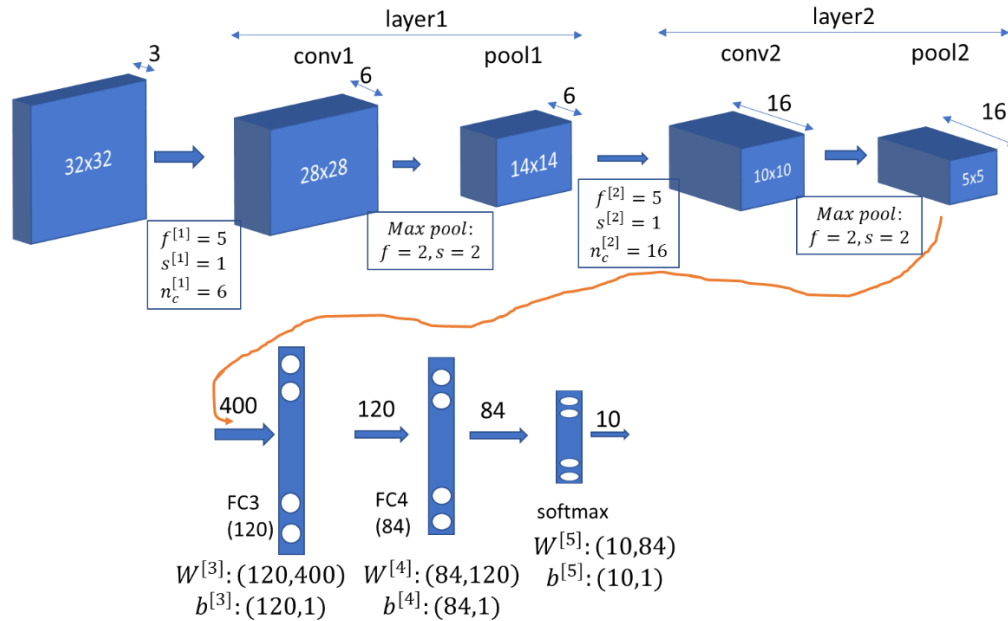 layer1
layer2
conv1
pool1
conv2
pool2
3
6
6
16
16
32x32
28x28
14x14
10x10
5x5
f^[1] = 5
s^[1] = 1
n_c^[1] = 6
Max pool:
f = 2, s = 2
f^[2] = 5
s^[2] = 1
n_c^[2] = 16
Max pool:
f = 2, s = 2
400
120
84
10
FC3
(120)
FC4
(84)
softmax
W^[3]: (120,400)
b^[3]: (120,1)
W^[4]: (84,120)
b^[4]: (84,1)
W^[5]: (10,84)
b^[5]: (10,1)